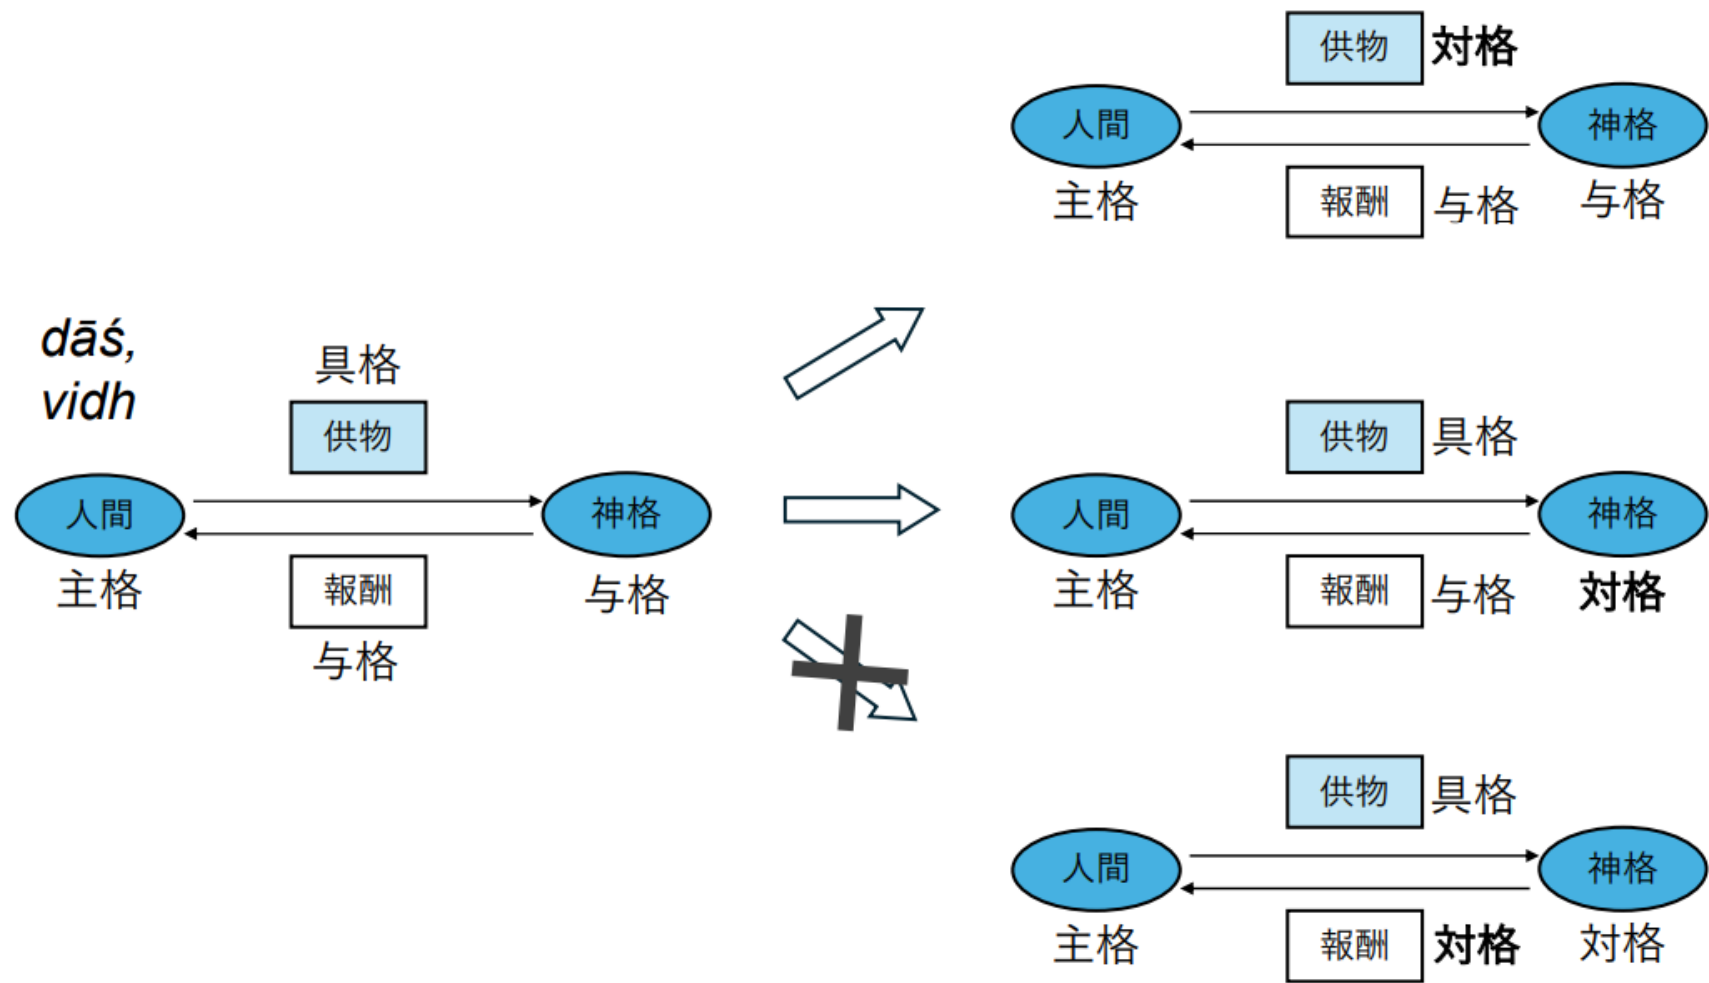 dāś,
vidh
具格
供物
人間
神格
主格
報酬
与格
与格
供物 対格
人間
神格
主格
報酬 与格
与格
供物 具格
人間
神格
主格
報酬 与格
対格
供物 具格
人間
神格
主格
報酬 対格
対格